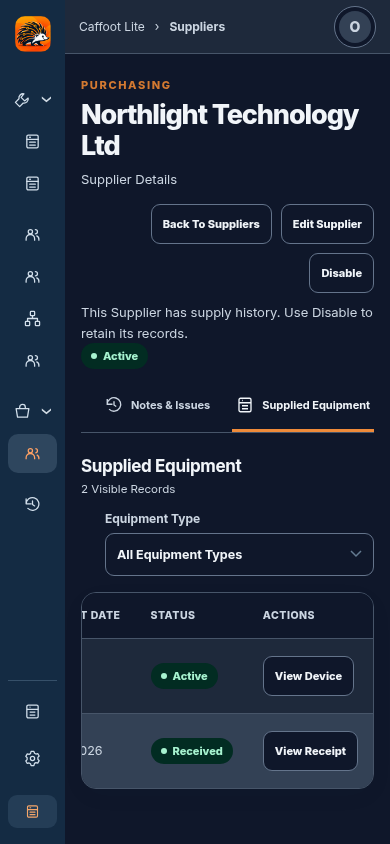 Caffoot Lite › Suppliers
O
PURCHASING
Northlight Technology
Ltd
Supplier Details
Back To Suppliers
Edit Supplier
Disable
This Supplier has supply history. Use Disable to
retain its records.
Active
Notes & Issues
Supplied Equipment
Supplied Equipment
2 Visible Records
Equipment Type
All Equipment Types
T DATE STATUS ACTIONS
Active View Device
026 Received View Receipt